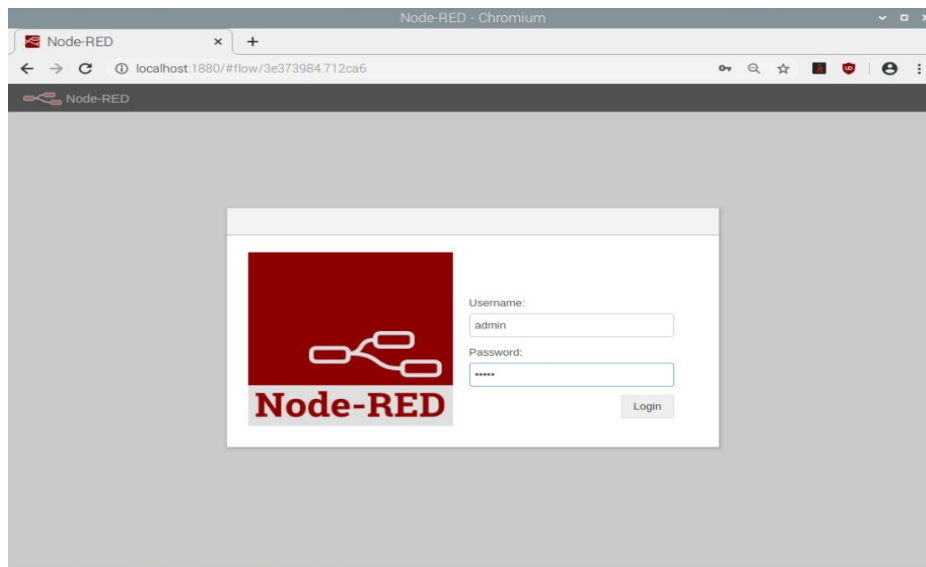 Node-RED - Chromium
Node-RED
localhost:1880/#flow/3e373984.712ca6
Node-RED
Username:
admin
Password:
•••••
Node-RED
Login